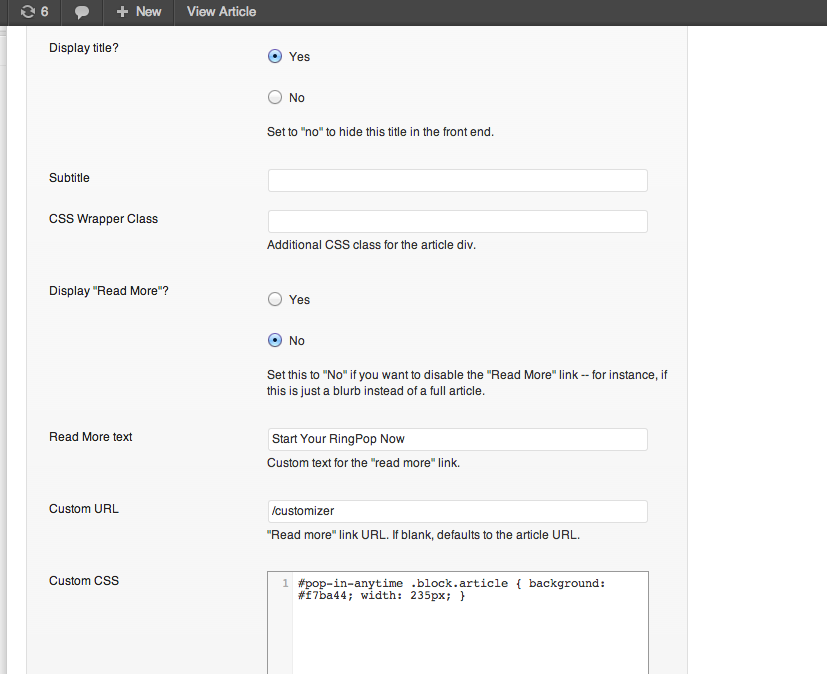 6 New View Article
Display title?
Yes
No
Set to "no" to hide this title in the front end.
Subtitle
CSS Wrapper Class
Additional CSS class for the article div.
Display "Read More"?
Yes
No
Set this to "No" if you want to disable the "Read More" link -- for instance, if
this is just a blurb instead of a full article.
Read More text
Start Your RingPop Now
Custom text for the "read more" link.
Custom URL
/customizer
"Read more" link URL. If blank, defaults to the article URL.
Custom CSS
1 #pop-in-anytime .block.article { background:
#f7ba44; width: 235px; }